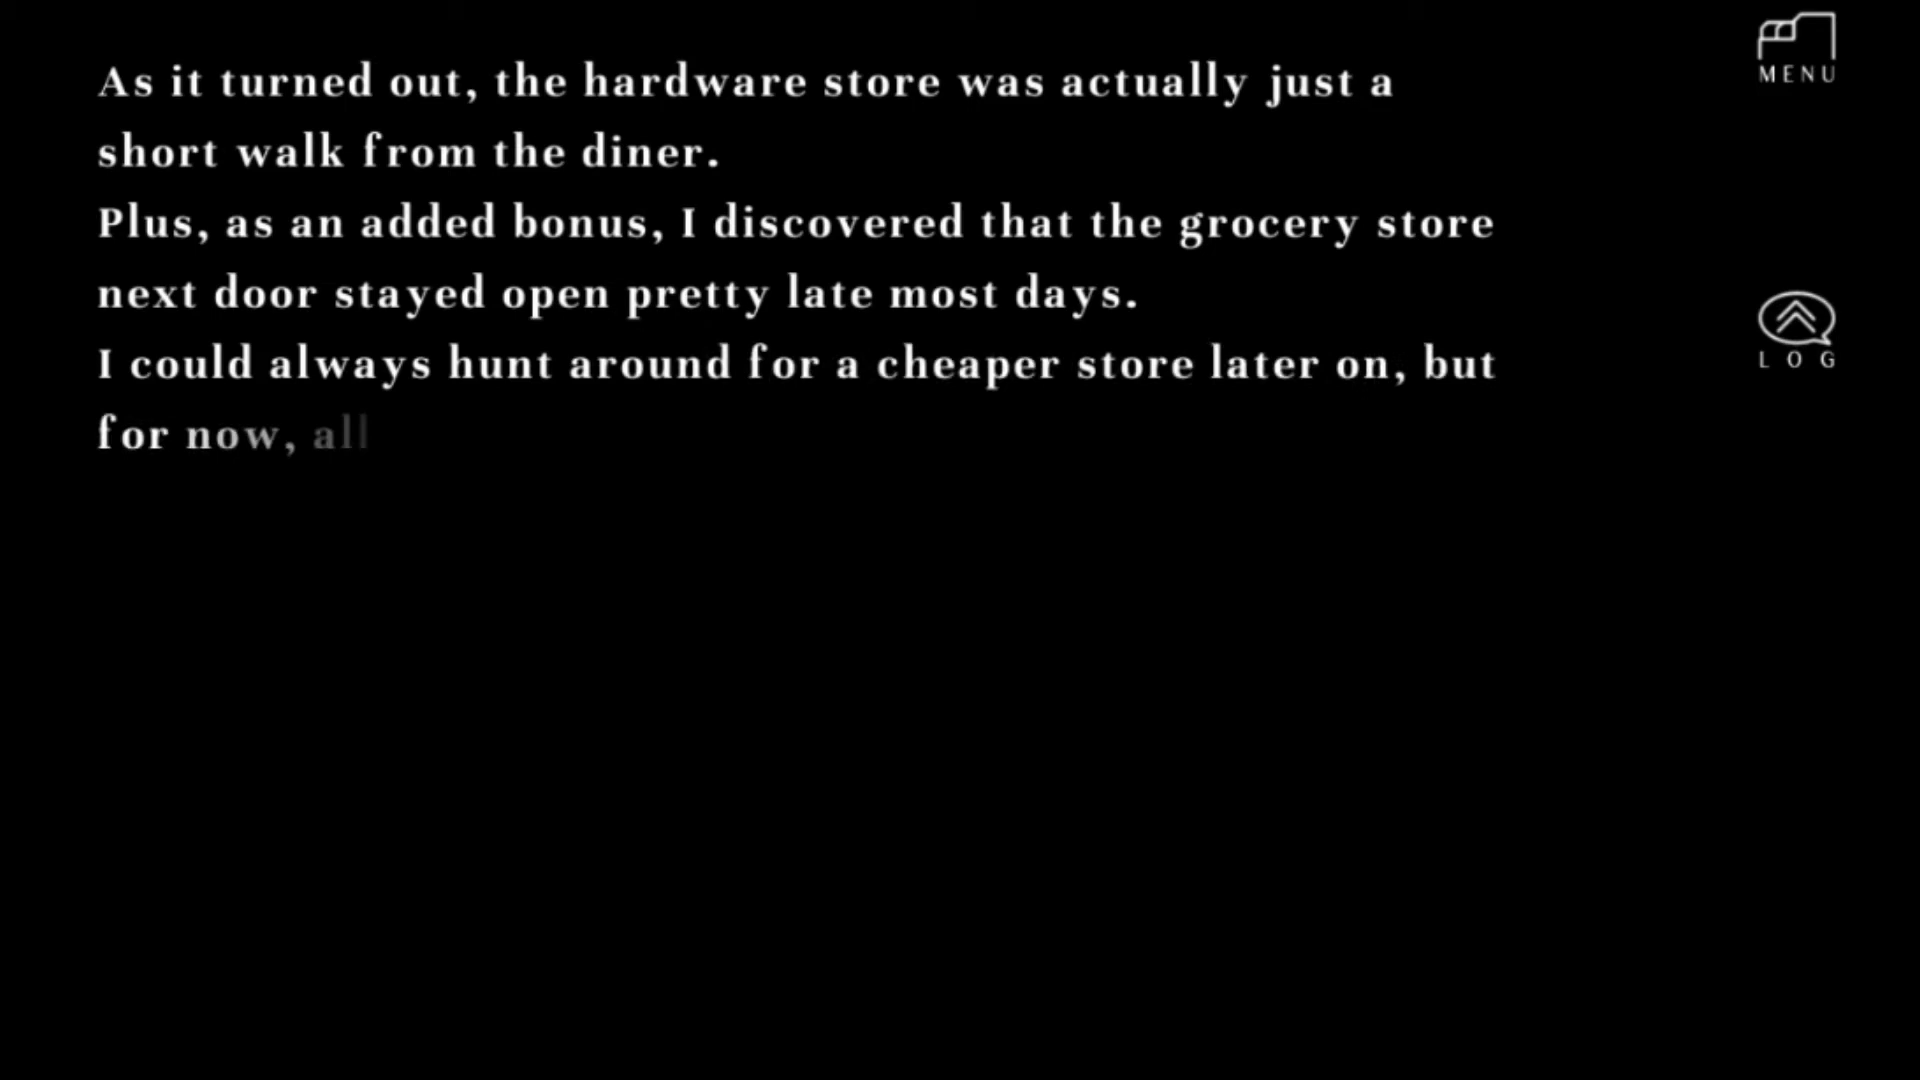 As it turned out, the hardware store was actually just a
short walk from the diner.
Plus, as an added bonus, I discovered that the grocery store
next door stayed open pretty late most days.
I could always hunt around for a cheaper store later on, but
for now, all
MENU
LOG